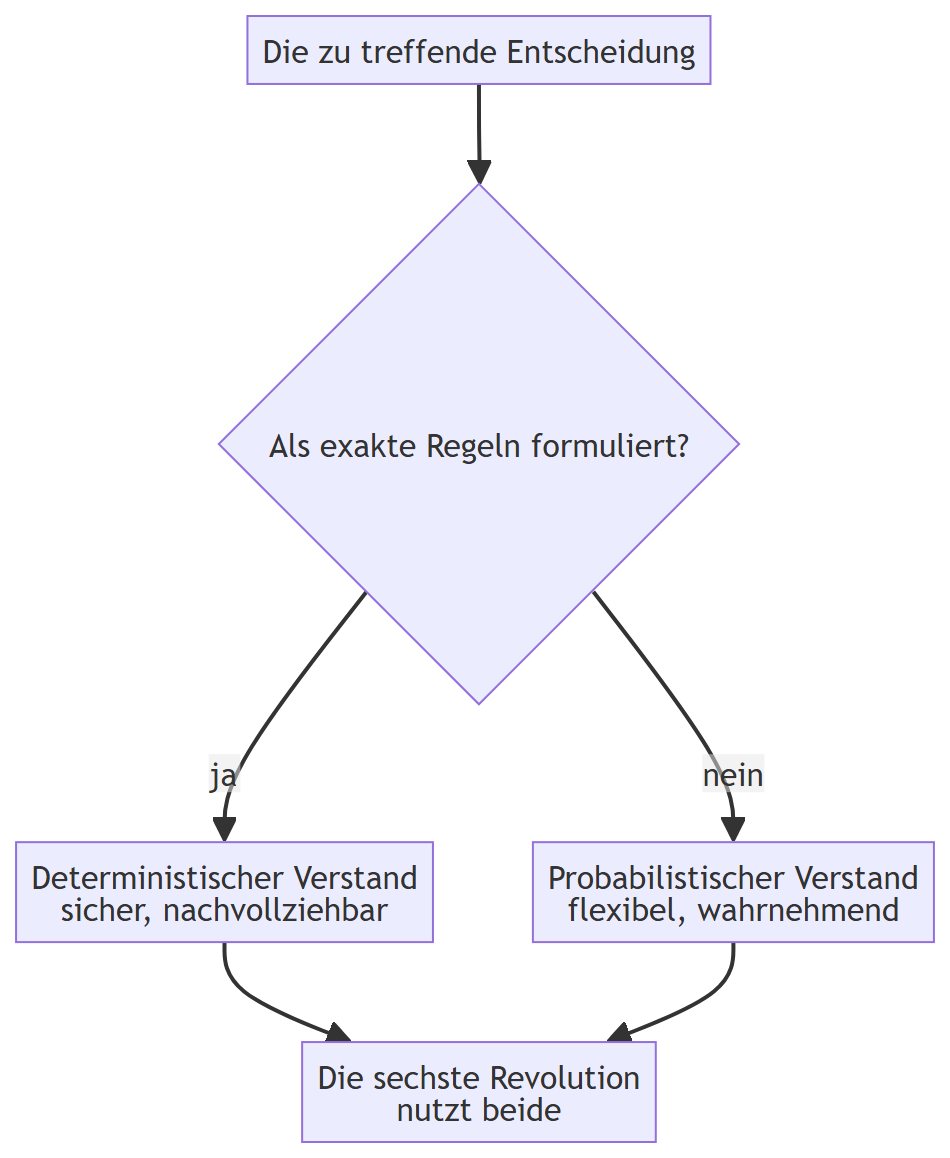 Die zu treffende Entscheidung
Als exakte Regeln formuliert?
ja
nein
Deterministischer Verstand
sicher, nachvollziehbar
Probabilistischer Verstand
flexibel, wahrnehmend
Die sechste Revolution
nutzt beide